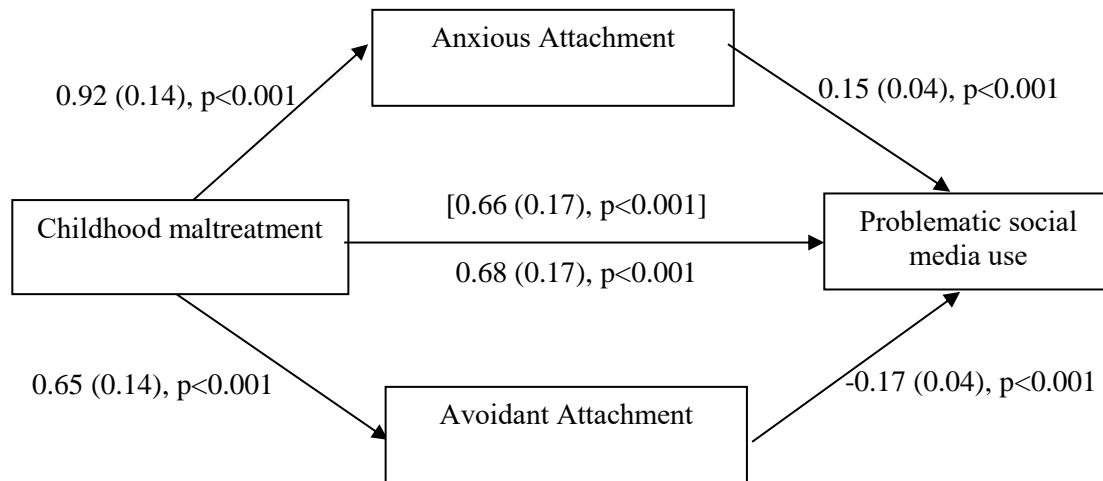 Anxious Attachment
0.92 (0.14), p<0.001
0.15 (0.04), p<0.001
Childhood maltreatment
[0.66 (0.17), p<0.001]
0.68 (0.17), p<0.001
Problematic social
media use
0.65 (0.14), p<0.001
-0.17 (0.04), p<0.001
Avoidant Attachment